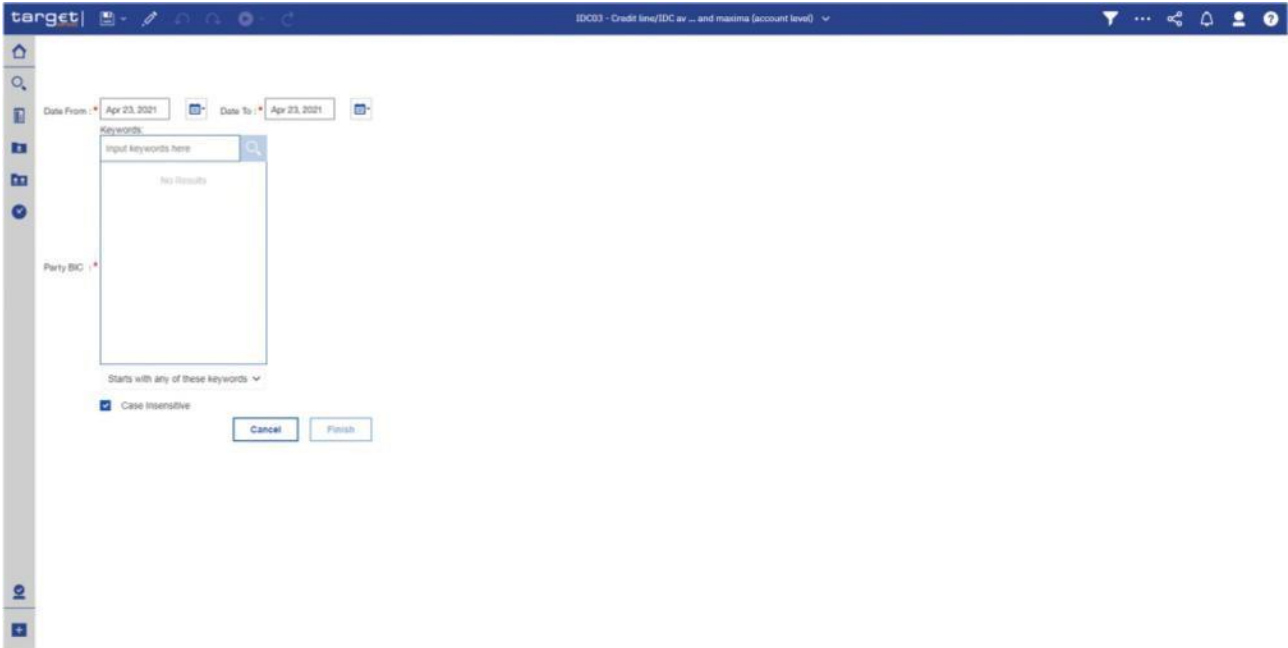 target|
IDC03 - Credit line/IDC av ... and maxima (account level)
Date From : * Apr 23, 2021 Date To : * Apr 23, 2021
Keywords:
Input keywords here
No Results
Party BIC : *
Starts with any of these keywords
Case Insensitive
Cancel Finish